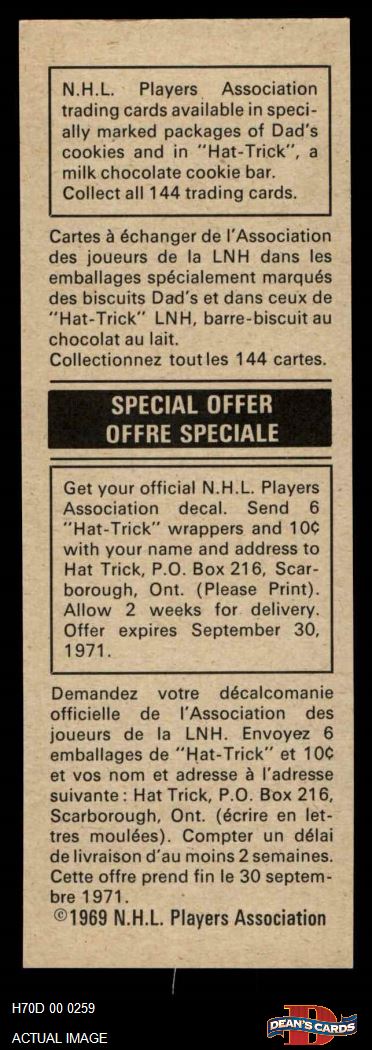 N.H.L. Players Association
trading cards available in speci-
ally marked packages of Dad's
cookies and in "Hat-Trick", a
milk chocolate cookie bar.
Collect all 144 trading cards.
Cartes à échanger de l'Association
des joueurs de la LNH dans les
emballages spécialement marqués
des biscuits Dad's et dans ceux de
"Hat-Trick" LNH, barre-biscuit au
chocolat au lait.
Collectionnez toutles 144 cartes.
SPECIAL OFFER
OFFRE SPECIALE
Get your official N.H.L. Players
Association decal. Send 6
"Hat-Trick" wrappers and 10¢
with your name and address to
Hat Trick, P.O. Box 216, Scar-
borough, Ont. (Please Print).
Allow 2 weeks for delivery.
Offer expires September 30,
1971.
Demandez votre décalcomanie
officielle de l'Association des
joueurs de la LNH. Envoyez 6
emballages de "Hat-Trick" et 10¢
et vos nom et adresse à l'adresse
suivante: Hat Trick, P.O. Box 216,
Scarborough, Ont. (écrire en let-
tres moulées). Compter un délai
de livraison d'au moins 2 semaines.
Cette offre prend fin le 30 septem-
bre 1971.
©1969 N.H.L. Players Association
H70D 00 0259
ACTUAL IMAGE
DEAN'S CARDS